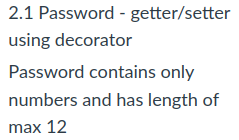 2.1 Password - getter/setter
using decorator
Password contains only
numbers and has length of
max 12